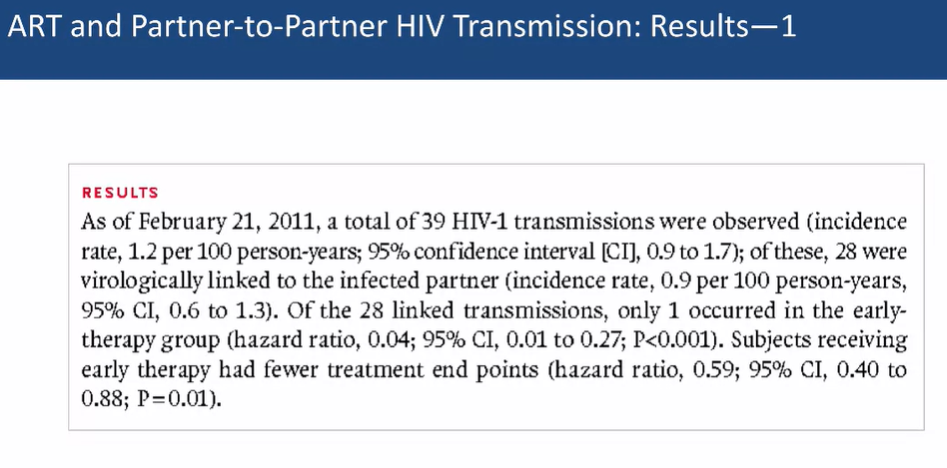 ART and Partner-to-Partner HIV Transmission: Results—1
RESULTS
As of February 21, 2011, a total of 39 HIV-1 transmissions were observed (incidence
rate, 1.2 per 100 person-years; 95% confidence interval [CI], 0.9 to 1.7); of these, 28 were
virologically linked to the infected partner (incidence rate, 0.9 per 100 person-years,
95% CI, 0.6 to 1.3). Of the 28 linked transmissions, only 1 occurred in the early-
therapy group (hazard ratio, 0.04; 95% CI, 0.01 to 0.27; P<0.001). Subjects receiving
early therapy had fewer treatment end points (hazard ratio, 0.59; 95% CI, 0.40 to
0.88; P=0.01).